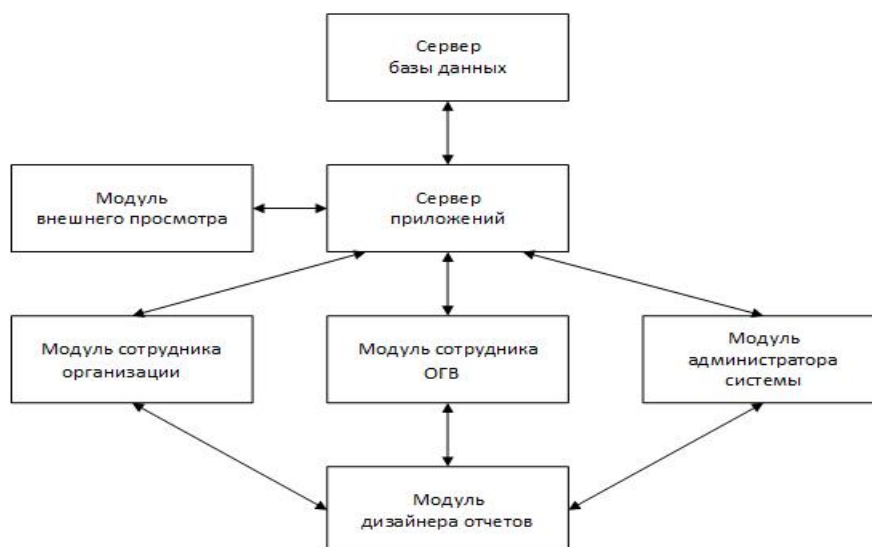 Сервер
базы данных
Модуль
внешнего просмотра
Сервер
приложений
Модуль сотрудника
организации
Модуль сотрудника
ОГВ
Модуль
администратора
системы
Модуль
дизайнера отчетов